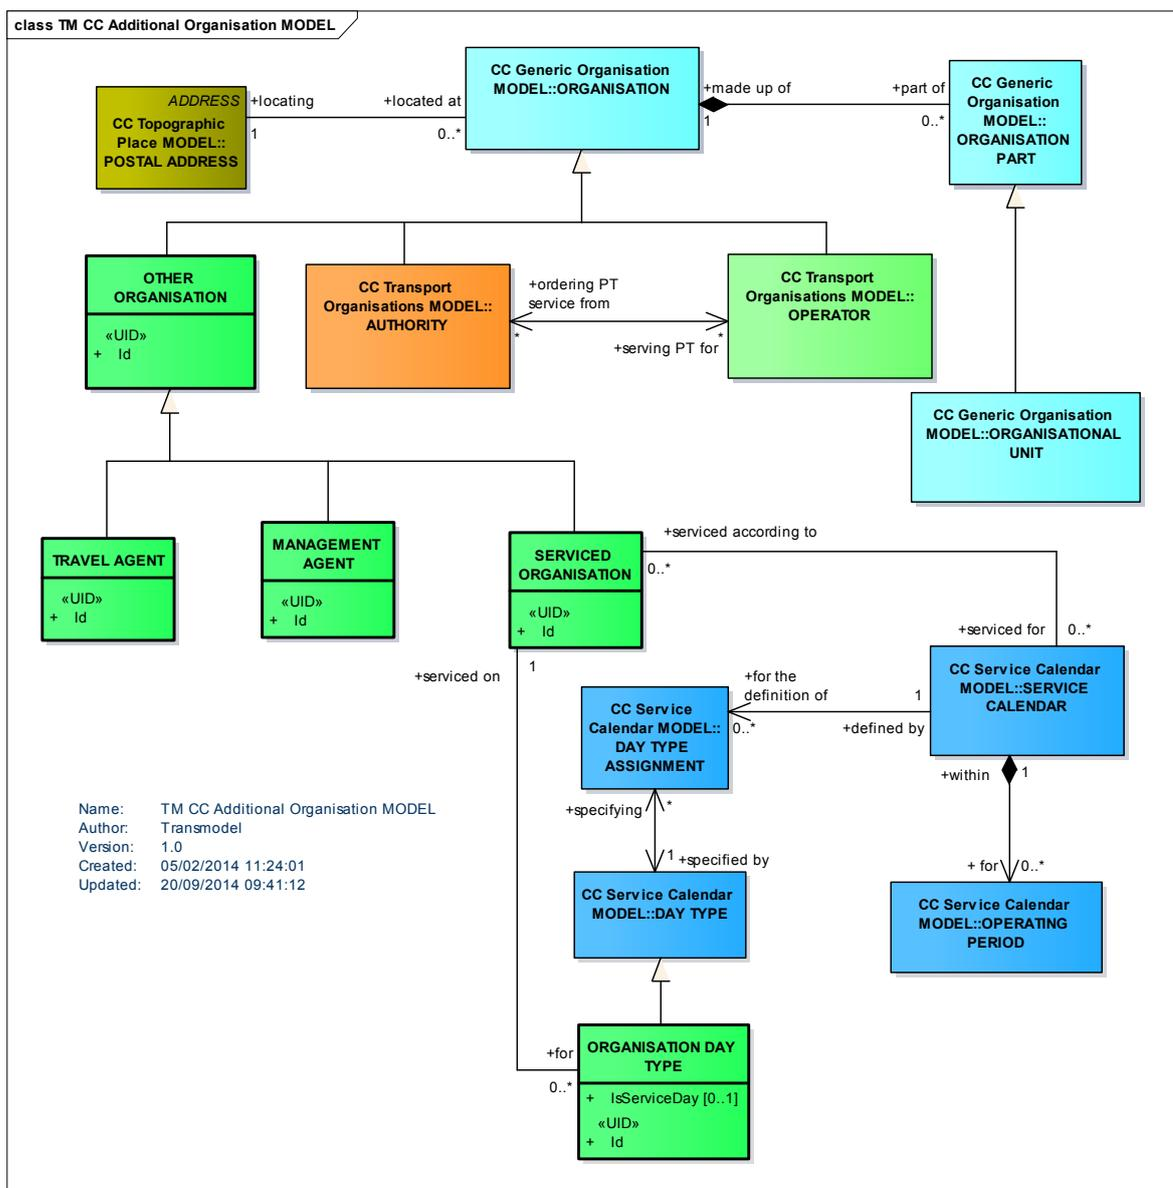 class TM CC Additional Organisation MODEL
ADDRESS
CC Topographic
Place MODEL::
POSTAL ADDRESS
+locating
1
+located at
0..*
CC Generic Organisation
MODEL::ORGANISATION
+made up of
1
+part of
0..*
CC Generic
Organisation
MODEL::
ORGANISATION
PART
OTHER
ORGANISATION
«UID»
+ Id
CC Transport
Organisations MODEL::
AUTHORITY
+ordering PT
service from
*
*
+serving PT for
CC Transport
Organisations MODEL::
OPERATOR
CC Generic Organisation
MODEL::ORGANISATIONAL
UNIT
TRAVEL AGENT
«UID»
+ Id
MANAGEMENT
AGENT
«UID»
+ Id
SERVICED
ORGANISATION
«UID»
+ Id
+serviced according to
0..*
+serviced for
0..*
+serviced on
1
CC Service
Calendar MODEL::
DAY TYPE
ASSIGNMENT
+for the
definition of
0..*
1
+defined by
CC Service Calendar
MODEL::SERVICE
CALENDAR
+within
1
+specifying
*
1
+specified by
+ for
0..*
CC Service Calendar
MODEL::DAY TYPE
CC Service Calendar
MODEL::OPERATING
PERIOD
Name: TM CC Additional Organisation MODEL
Author: Transmodel
Version: 1.0
Created: 05/02/2014 11:24:01
Updated: 20/09/2014 09:41:12
+for
0..*
ORGANISATION DAY
TYPE
+ IsServiceDay [0..1]
«UID»
+ Id